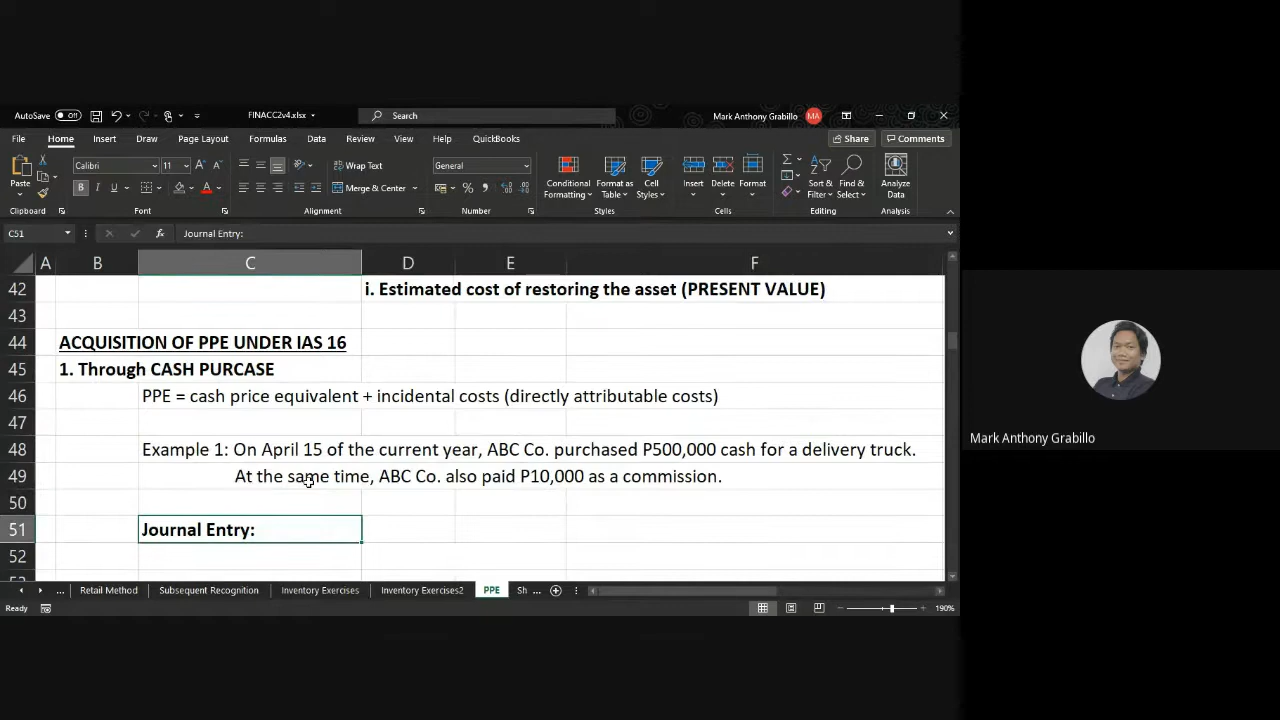 AutoSave Off FINACC2v4.xlsx Search Mark Anthony Grabillo MA
File Home Insert Draw Page Layout Formulas Data Review View Help QuickBooks Share Comments
Paste Calibri 11 B I U Wrap Text Merge & Center General % Conditional Formatting Format as Table Cell Styles Insert Delete Format Sort & Filter Find & Select Analyze Data
Clipboard Font Alignment Number Styles Cells Editing Analysis
C51 fx Journal Entry:
A B C D E F
42 i. Estimated cost of restoring the asset (PRESENT VALUE)
43
44 ACQUISITION OF PPE UNDER IAS 16
45 1. Through CASH PURCASE
46 PPE = cash price equivalent + incidental costs (directly attributable costs)
47
48 Example 1: On April 15 of the current year, ABC Co. purchased P500,000 cash for a delivery truck.
49 At the same time, ABC Co. also paid P10,000 as a commission.
50
51 Journal Entry:
52
... Retail Method Subsequent Recognition Inventory Exercises Inventory Exercises2 PPE Sh ...
Ready 190%
Mark Anthony Grabillo